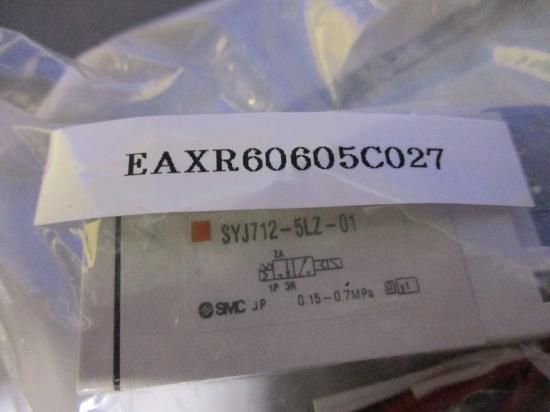 EAXR60605C027
SYJ712-5LZ-01
2A
1P 3R
SMC JP 0.15~0.7MPa